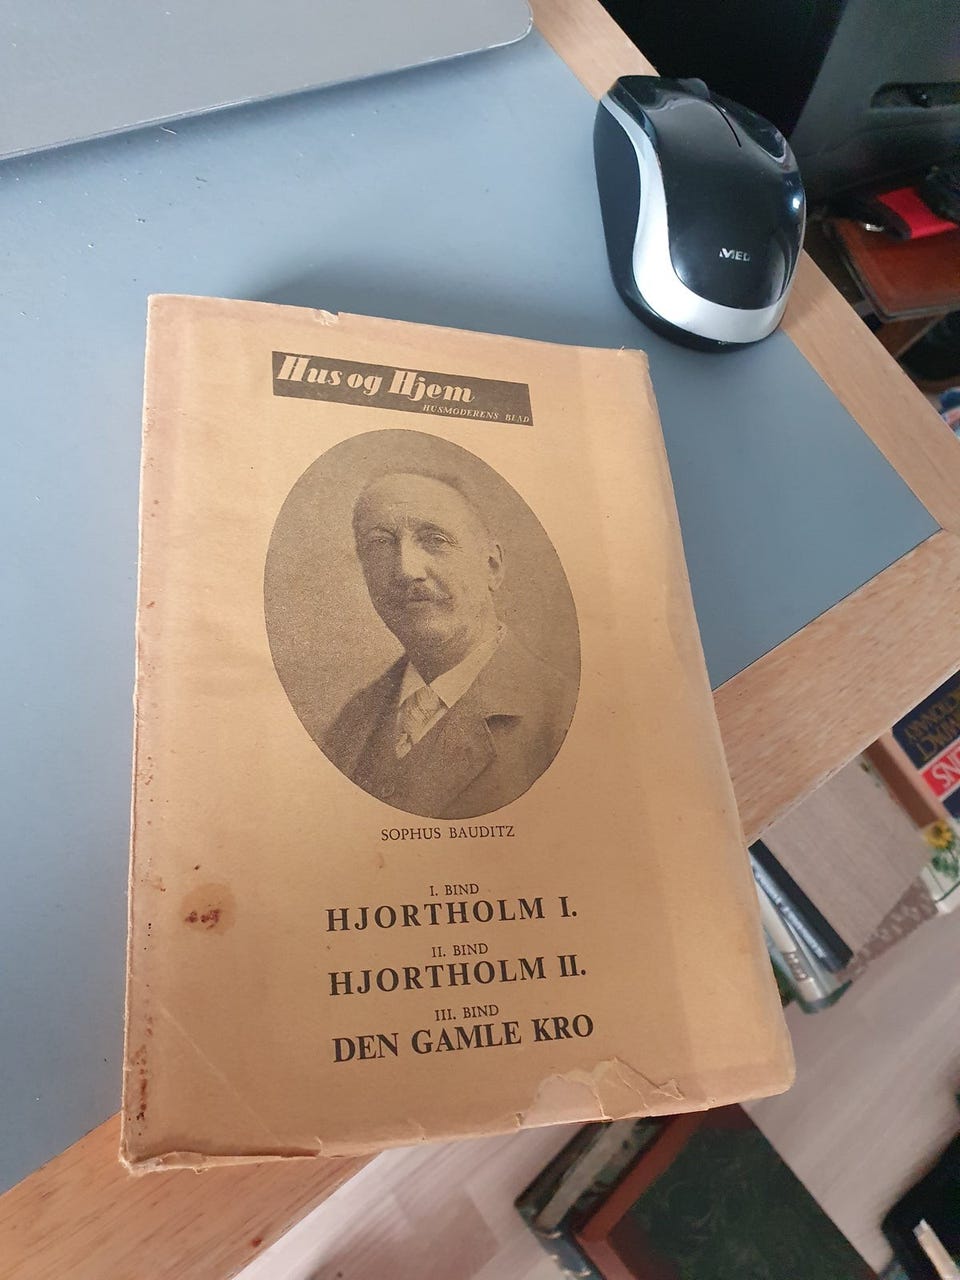 Hus og Hjem
HUSMODERENS BLAD
SOPHUS BAUDITZ
I. BIND
HJORTHOLM I.
II. BIND
HJORTHOLM II.
III. BIND
DEN GAMLE KRO